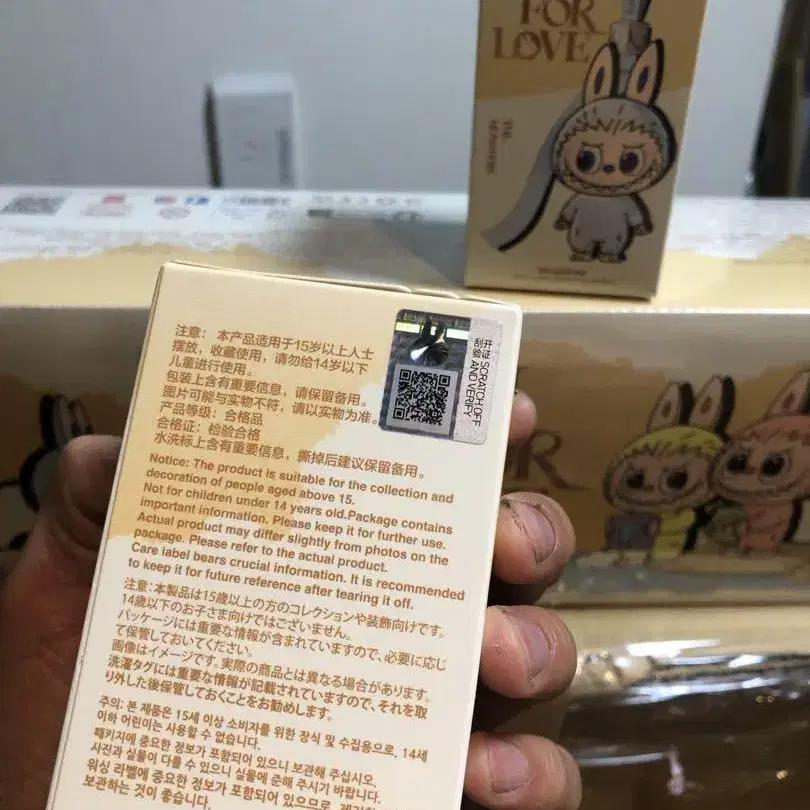 FOR
LOVE
开证 SCRATCH OFF
刮验 AND VERIFY
注意：本产品适用于15岁以上人士
摆放，收藏使用，请勿给14岁以下
儿童进行使用。
包装上含有重要信息，请保留备用。
图片可能与实物不符，请以实物为准。
产品等级：合格品
合格证：检验合格
水洗标上含有重要信息，撕掉后建议保留备用。
Notice: The product is suitable for the collection and
decoration of people aged above 15.
Not for children under 14 years old.Package contains
important information. Please keep it for further use.
Actual product may differ slightly from photos on the
package. Please refer to the actual product.
Care label bears crucial information. It is recommended
to keep it for future reference after tearing it off.
注意：本製品は15歳以上の方のコレクションや装飾向けです。
14歳以下のお子さま向けではございません。
パッケージには重要な情報が含まれていますので、必要に応じ
て保管しておいてください。
画像はイメージです。実際の商品とは異なる場合があります。
洗濯タグには重要な情報が記載されていますので、それを取
り外した後保管しておくことをお勧めします。
주의: 본 제품은 15세 이상 소비자를 위한 장식 및 수집용으로, 14세
이하 어린이는 사용할 수 없습니다.
패키지에 중요한 정보가 포함되어 있으니 보관해 주십시오.
사진과 실물이 다를 수 있으니 실물에 준해 주시기 바랍니다.
워싱 라벨에 중요한 정보가 포함되어 있으므로
보관하는 것이 좋습니다.